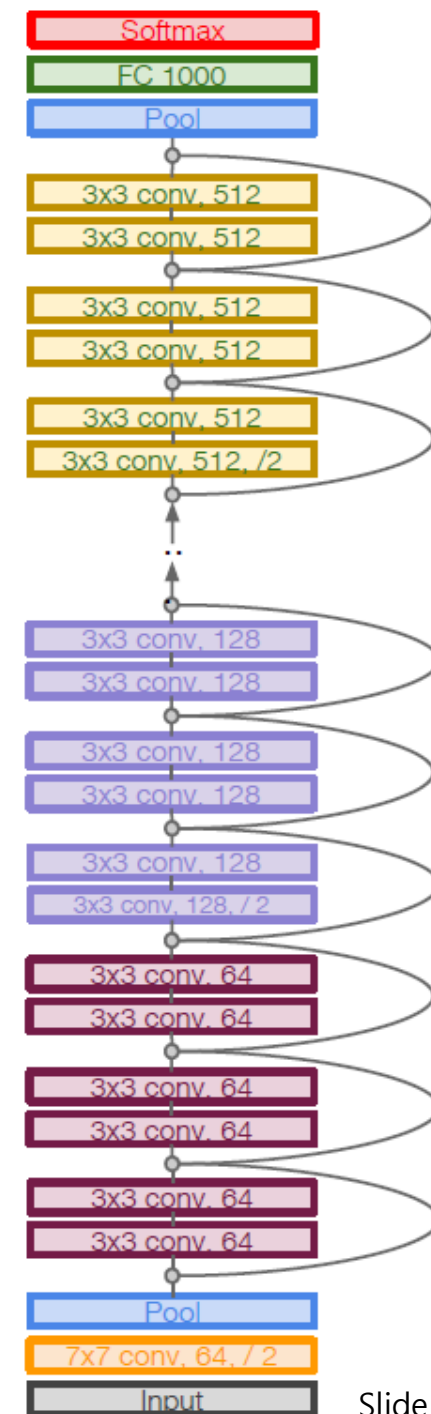 Softmax
FC 1000
Pool
3x3 conv, 512
3x3 conv, 512
3x3 conv, 512
3x3 conv, 512
3x3 conv, 512
3x3 conv, 512, /2
..
.
3x3 conv, 128
3x3 conv, 128
3x3 conv, 128
3x3 conv, 128
3x3 conv, 128
3x3 conv, 128, / 2
3x3 conv, 64
3x3 conv, 64
3x3 conv, 64
3x3 conv, 64
3x3 conv, 64
3x3 conv, 64
Pool
7x7 conv, 64, / 2
Input
Slide